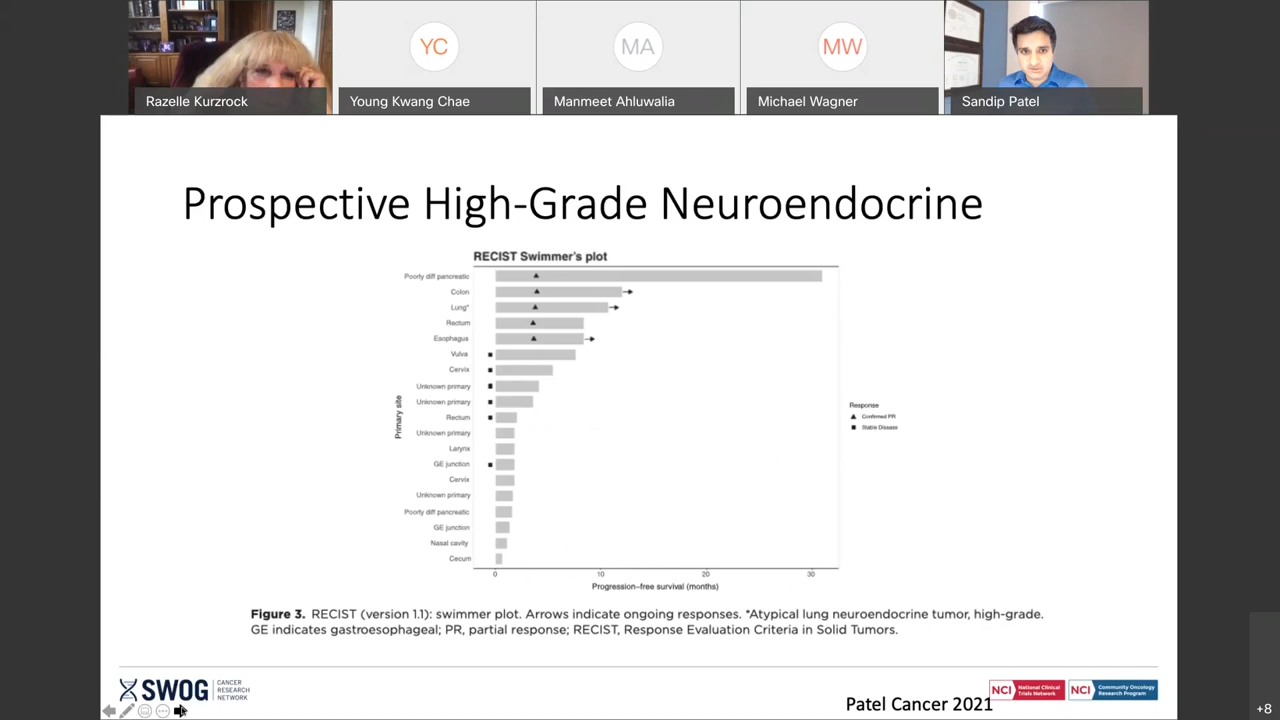 YC
MA
MW
Razelle Kurzrock
Young Kwang Chae
Manmeet Ahluwalia
Michael Wagner
Sandip Patel
Prospective High-Grade Neuroendocrine
RECIST Swimmer's plot
Poorly diff pancreatic
Colon
Lung*
Rectum
Esophagus
Vulva
Cervix
Unknown primary
Unknown primary
Rectum
Unknown primary
Larynx
GE junction
Cervix
Unknown primary
Poorly diff pancreatic
GE junction
Nasal cavity
Cecum
Primary site
0 10 20 30
Progression-free survival (months)
Response
Confirmed PR
Stable Disease
Figure 3. RECIST (version 1.1): swimmer plot. Arrows indicate ongoing responses. *Atypical lung neuroendocrine tumor, high-grade.
GE indicates gastroesophageal; PR, partial response; RECIST, Response Evaluation Criteria in Solid Tumors.
SWOG
CANCER
RESEARCH
NETWORK
Patel Cancer 2021
NCI National Clinical
Trials Network
NCI Community Oncology
Research Program
+8